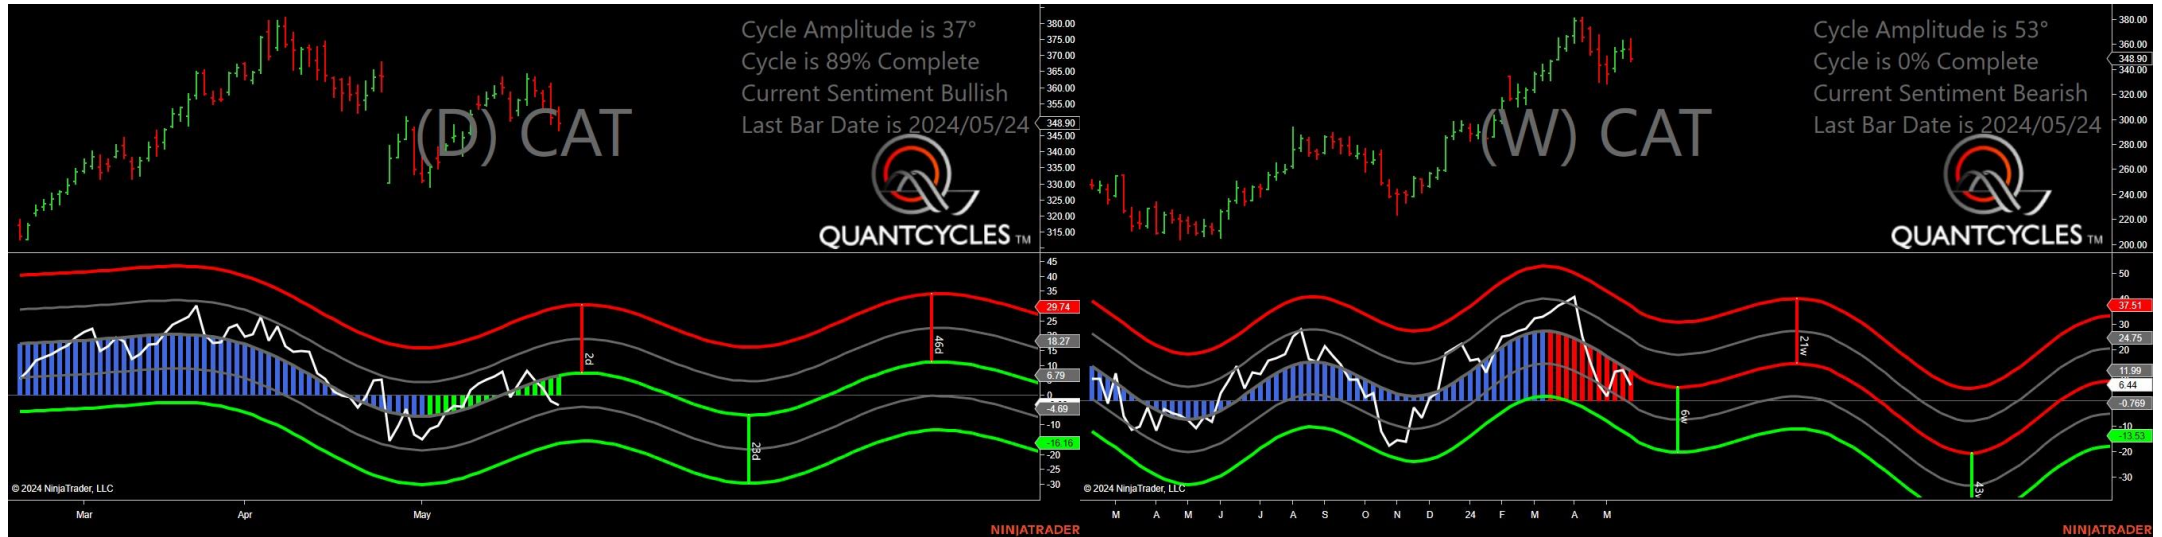 Cycle Amplitude is 37°
Cycle is 89% Complete
Current Sentiment Bullish
Last Bar Date is 2024/05/24
(D) CAT
QUANTCYCLES TM
380.00
375.00
370.00
365.00
360.00
355.00
348.90
345.00
340.00
335.00
330.00
325.00
320.00
315.00
45
40
35
29.74
25
18.27
15
10
6.79
0
-4.69
-10
-16.16
-20
-25
-30
2d
23d
46d
© 2024 NinjaTrader, LLC
Mar
Apr
May
NINJATRADER
Cycle Amplitude is 53°
Cycle is 0% Complete
Current Sentiment Bearish
Last Bar Date is 2024/05/24
(W) CAT
QUANTCYCLES TM
380.00
360.00
348.90
340.00
300.00
280.00
260.00
240.00
220.00
200.00
50
37.51
30
24.75
20
11.99
6.44
-0.769
-10
-13.53
-20
-30
6w
21w
© 2024 NinjaTrader, LLC
M A M J J A S O N D 24 F M A M
NINJATRADER